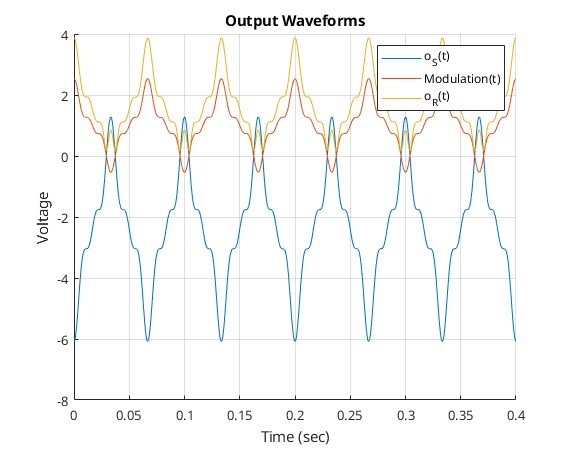 Output Waveforms
o_S(t)
Modulation(t)
o_R(t)
Voltage
4
2
0
-2
-4
-6
-8
0 0.05 0.1 0.15 0.2 0.25 0.3 0.35 0.4
Time (sec)